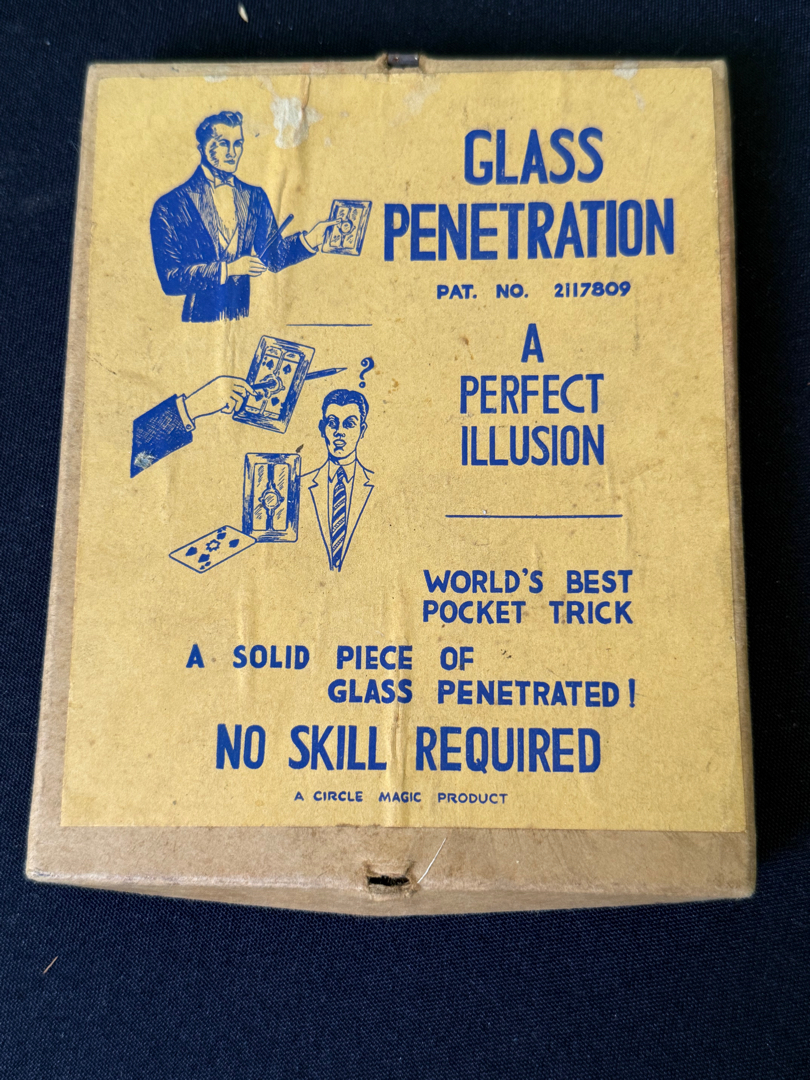 GLASS
PENETRATION
PAT. NO. 2117809
A
PERFECT
ILLUSION
?
WORLD'S BEST
POCKET TRICK
A SOLID PIECE OF
GLASS PENETRATED!
NO SKILL REQUIRED
A CIRCLE MAGIC PRODUCT